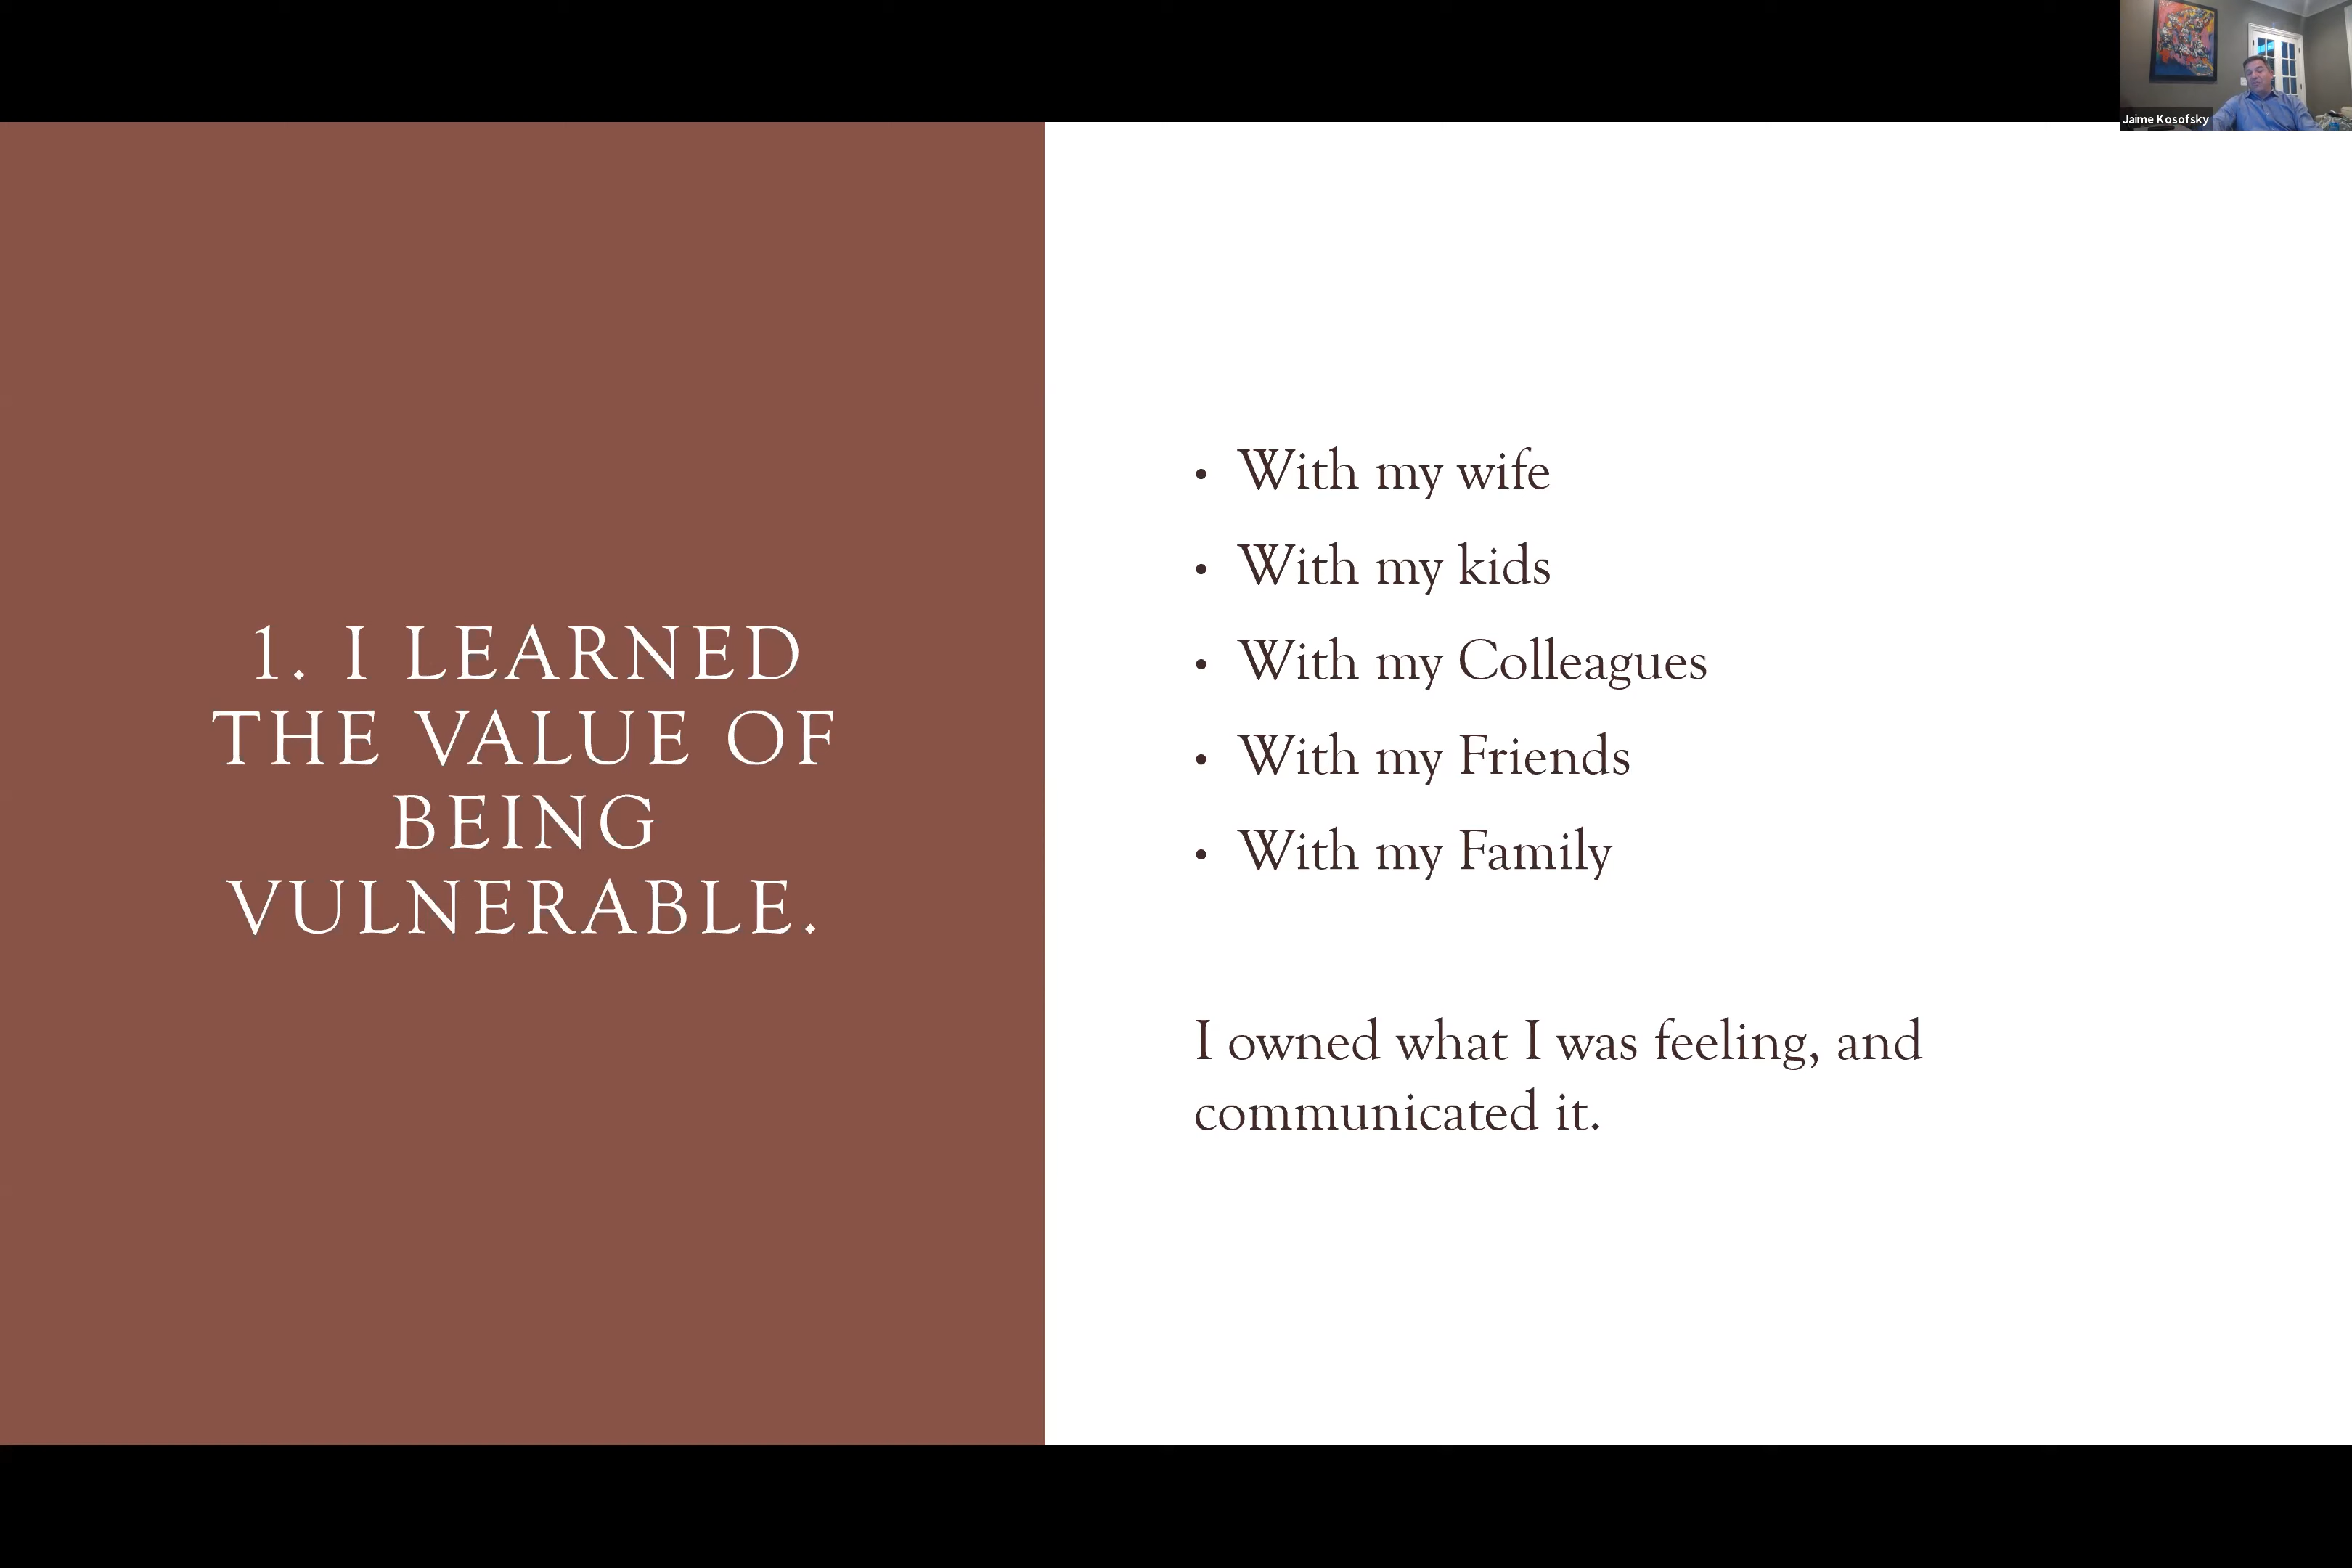 Jaime Kosofsky
1. I LEARNED
THE VALUE OF
BEING
VULNERABLE.
• With my wife
• With my kids
• With my Colleagues
• With my Friends
• With my Family
I owned what I was feeling, and
communicated it.